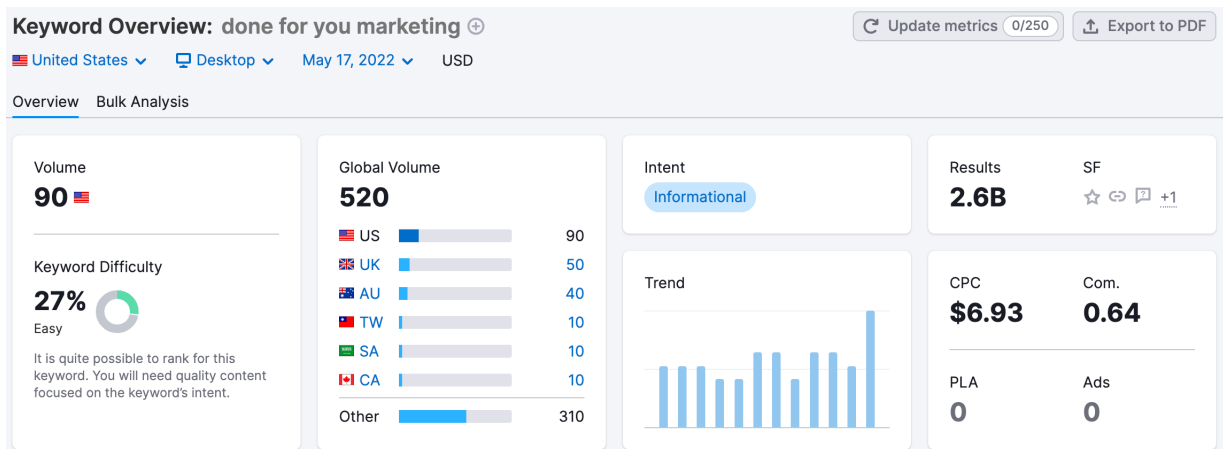 Keyword Overview: done for you marketing
Update metrics 0/250
Export to PDF
United States
Desktop
May 17, 2022
USD
Overview
Bulk Analysis
Volume
90
Keyword Difficulty
27%
Easy
It is quite possible to rank for this
keyword. You will need quality content
focused on the keyword's intent.
Global Volume
520
US 90
UK 50
AU 40
TW 10
SA 10
CA 10
Other 310
Intent
Informational
Trend
Results
2.6B
SF
+1
CPC
$6.93
Com.
0.64
PLA
0
Ads
0